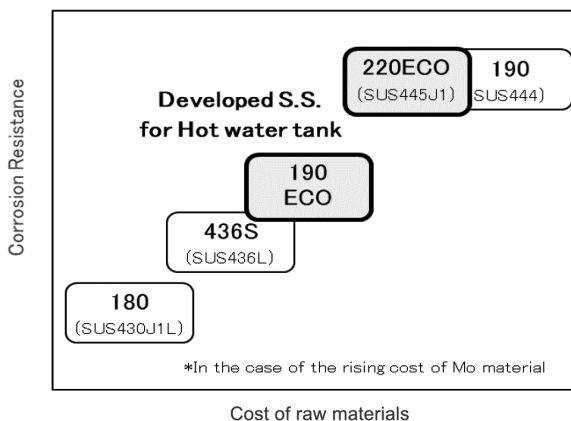 Corrosion Resistance
220ECO
(SUS445J1)
190
SUS444)
Developed S.S.
for Hot water tank
190
ECO
436S
(SUS436L)
180
(SUS430J1L)
*In the case of the rising cost of Mo material
Cost of raw materials